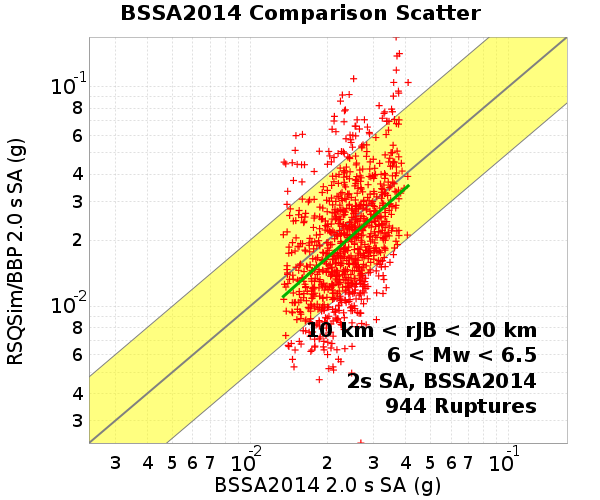 BSSA2014 Comparison Scatter
RSQSim/BBP 2.0 s SA (g)
10⁻¹
8
6
4
3
2
10⁻²
8
6
4
3
10 km < rJB < 20 km
6 < Mw < 6.5
2s SA, BSSA2014
944 Ruptures
3 4 5 6 7 10⁻² 2 3 4 5 6 7 10⁻¹
BSSA2014 2.0 s SA (g)